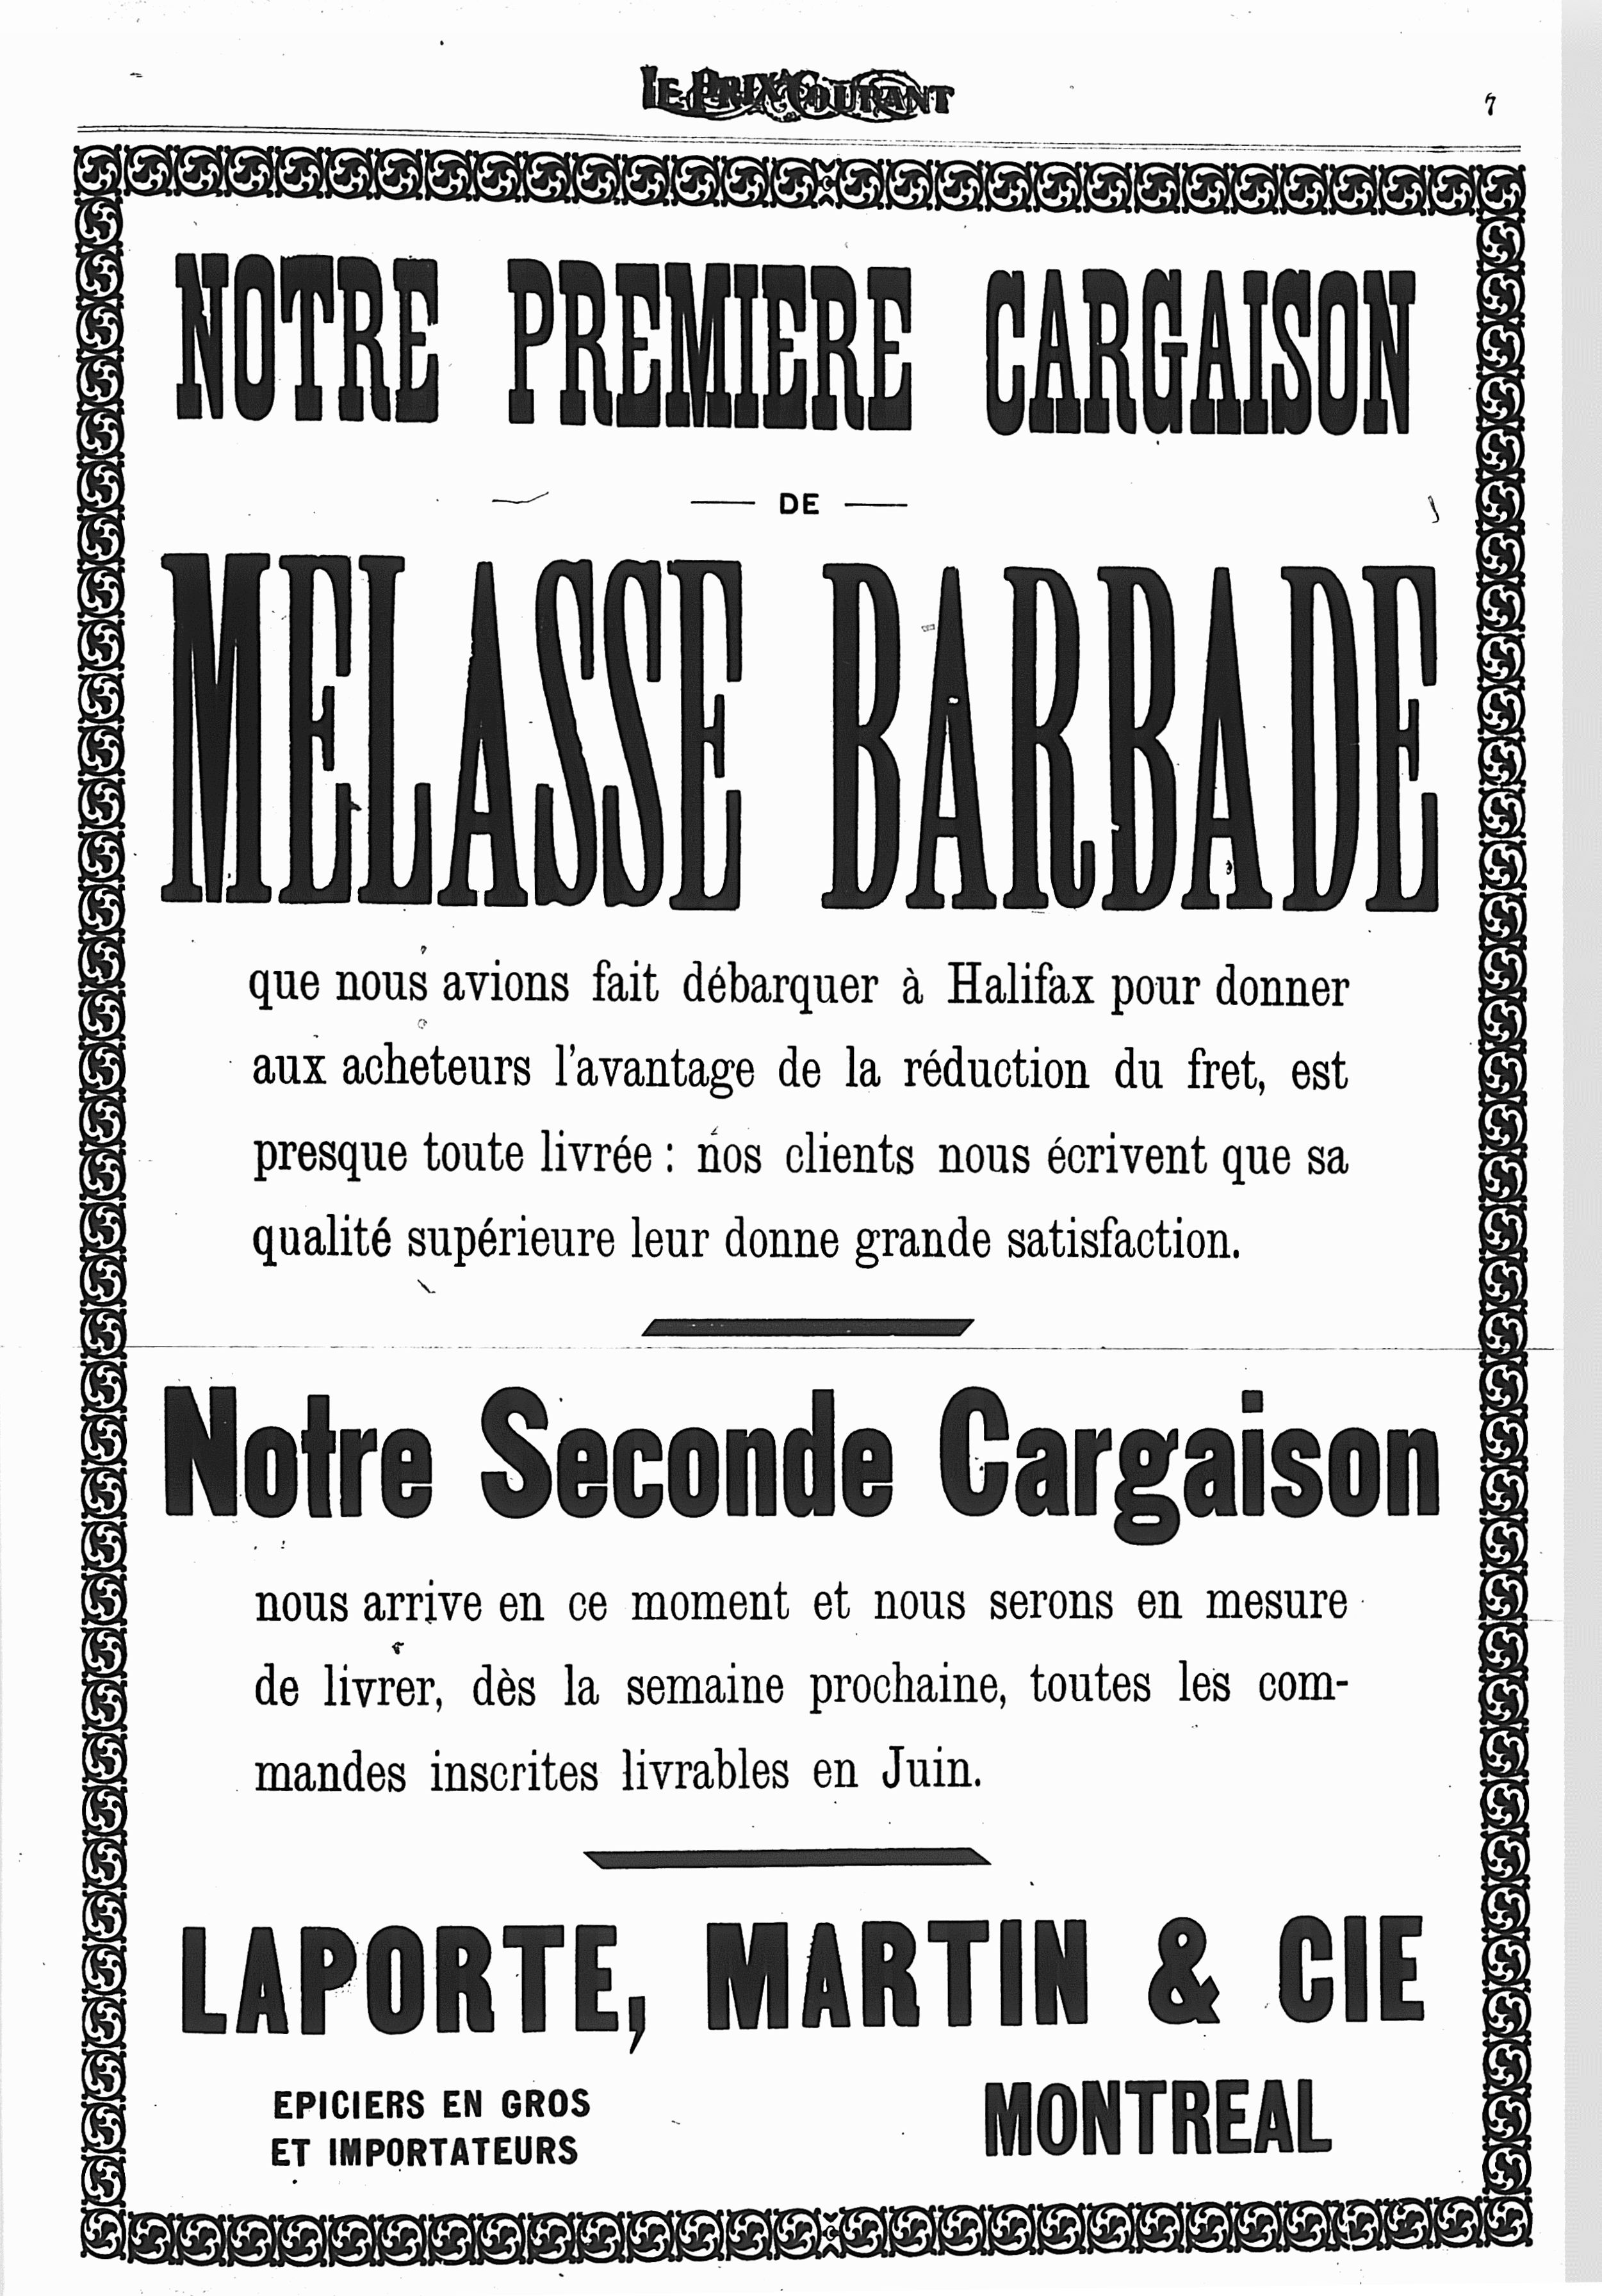 LE PRIX COURANT
7
NOTRE PREMIERE CARGAISON
— DE —
MELASSE BARBADE
que nous avions fait débarquer à Halifax pour donner
aux acheteurs l'avantage de la réduction du fret, est
presque toute livrée : nos clients nous écrivent que sa
qualité supérieure leur donne grande satisfaction.
Notre Seconde Cargaison
nous arrive en ce moment et nous serons en mesure
de livrer, dès la semaine prochaine, toutes les com-
mandes inscrites livrables en Juin.
LAPORTE, MARTIN & CIE
EPICIERS EN GROS
ET IMPORTATEURS
MONTREAL